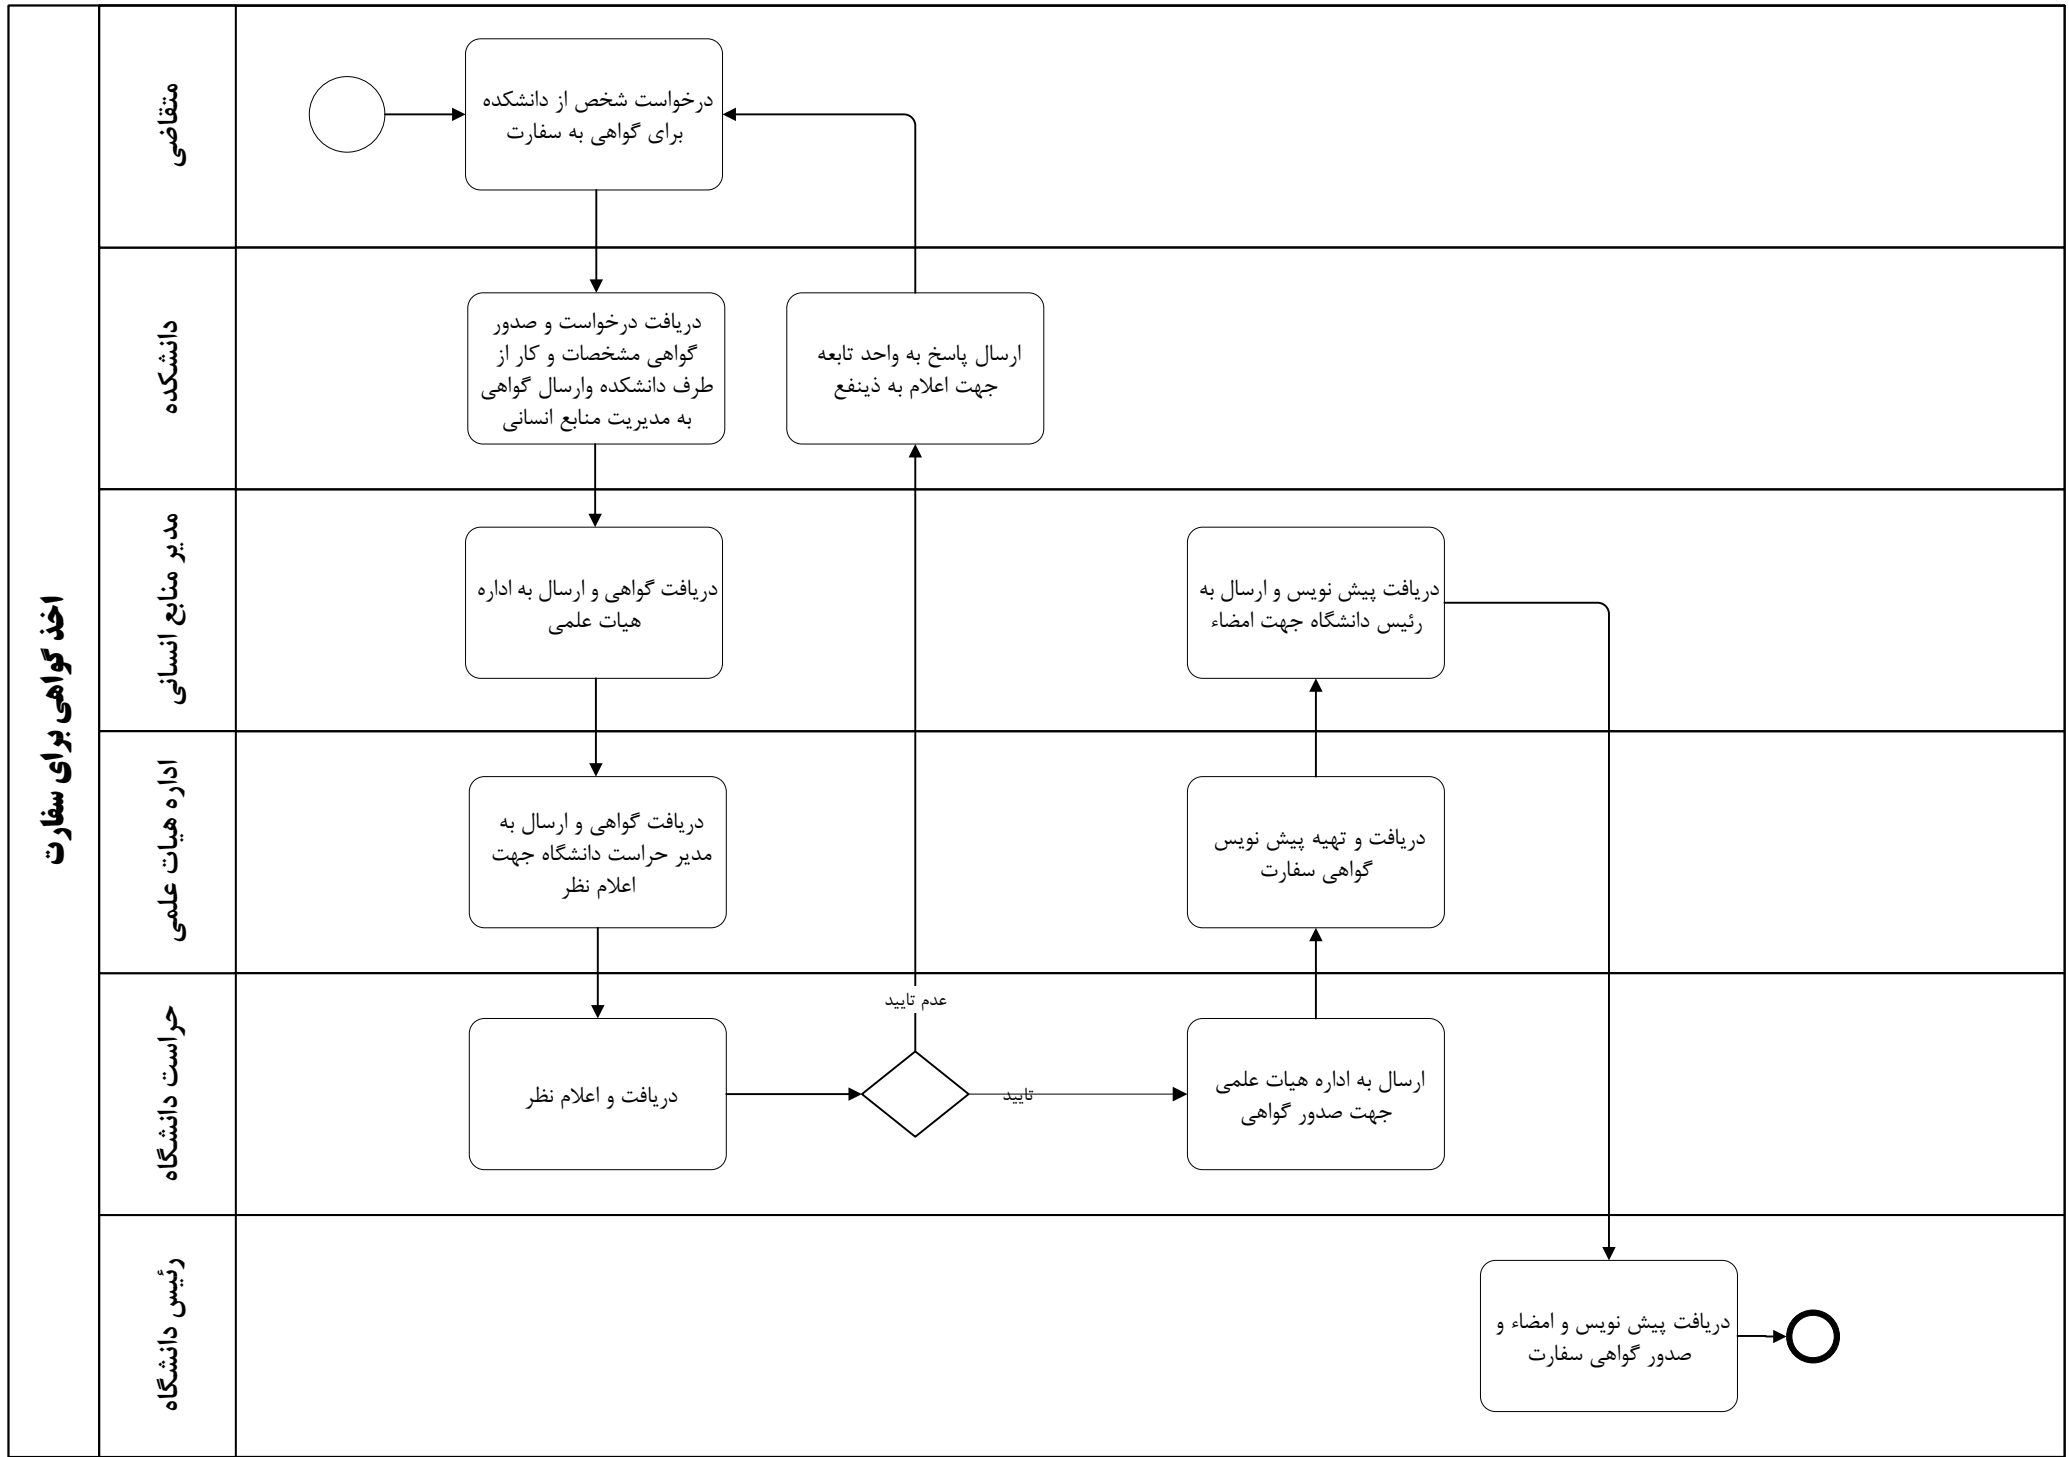 اخذ گواهی برای سفارت
متقاضی
درخواست شخص از دانشکده
برای گواهی به سفارت
دانشکده
دریافت درخواست و صدور
گواهی مشخصات و کار از
طرف دانشکده وارسال گواهی
به مدیریت منابع انسانی
ارسال پاسخ به واحد تابعه
جهت اعلام به ذینفع
مدیر منابع انسانی
دریافت گواهی و ارسال به اداره
هیات علمی
دریافت پیش نویس و ارسال به
رئیس دانشگاه جهت امضاء
اداره هیات علمی
دریافت گواهی و ارسال به
مدیر حراست دانشگاه جهت
اعلام نظر
دریافت و تهیه پیش نویس
گواهی سفارت
حراست دانشگاه
دریافت و اعلام نظر
عدم تایید
تایید
ارسال به اداره هیات علمی
جهت صدور گواهی
رئیس دانشگاه
دریافت پیش نویس و امضاء و
صدور گواهی سفارت